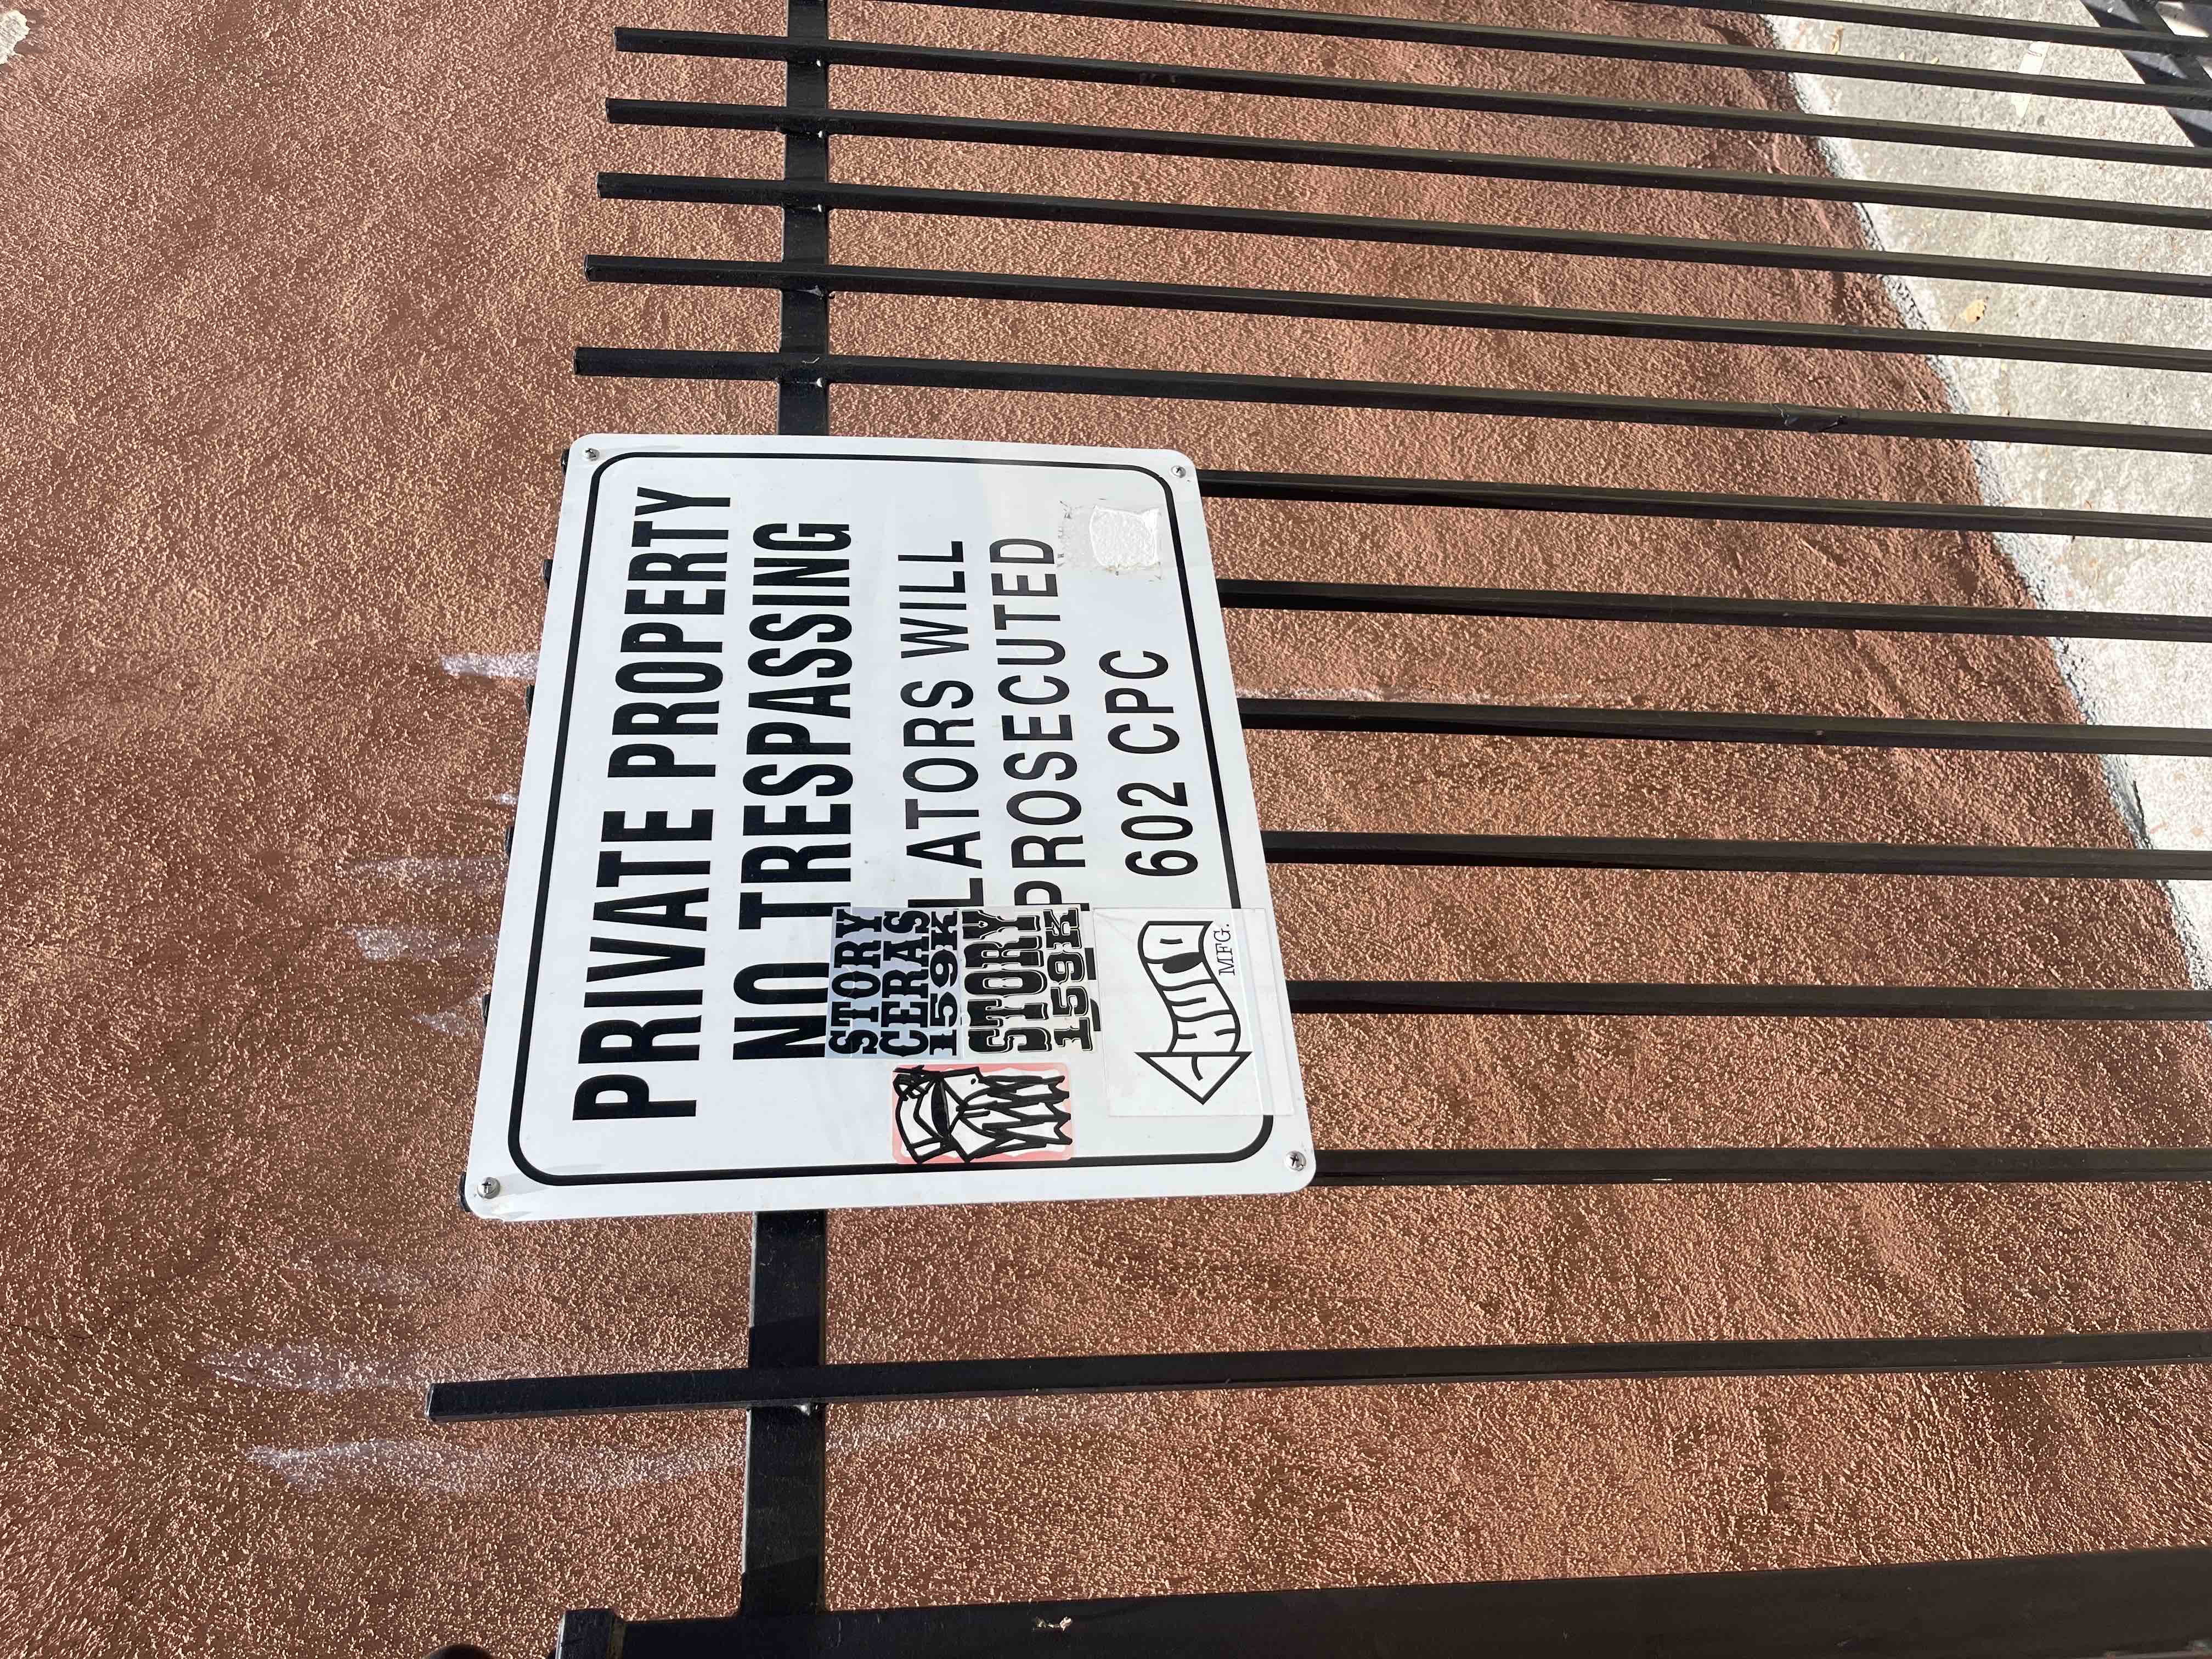 PRIVATE PROPERTY
NO TRESPASSING
LATORS WILL
PROSECUTED
602 CPC
STORY
CERAS
159K
STORY
159K
MFG.